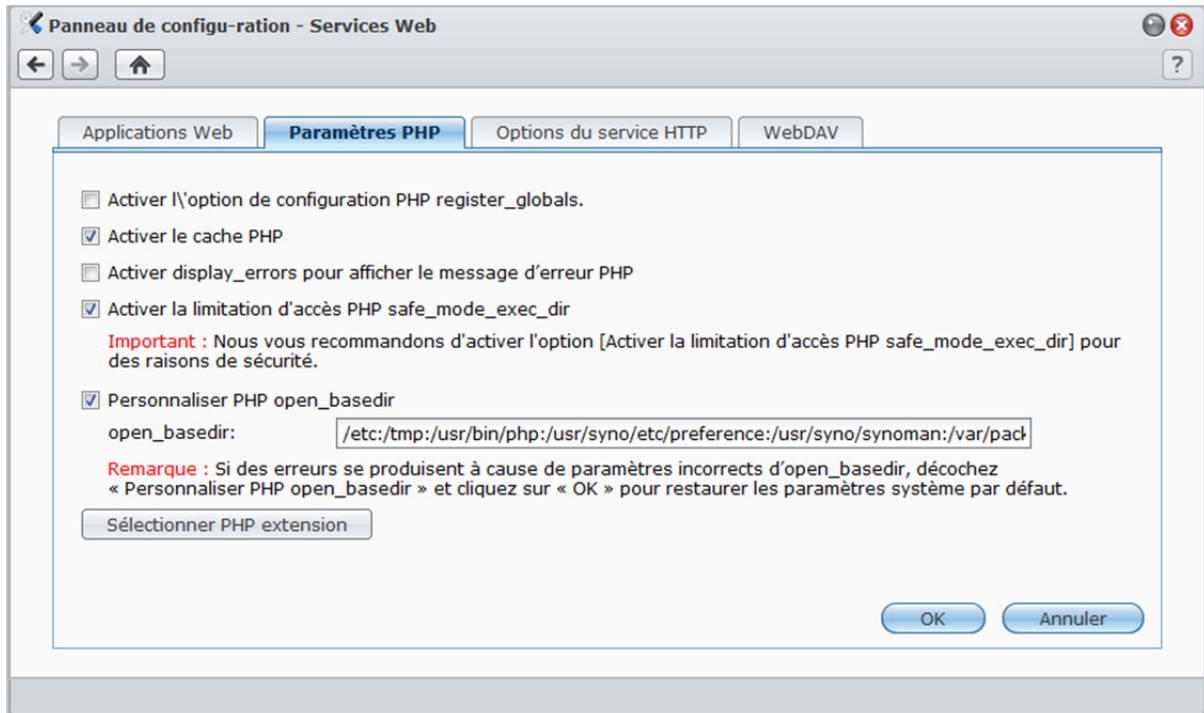 Panneau de configu-ration - Services Web
?
Applications Web
Paramètres PHP
Options du service HTTP
WebDAV
Activer l\'option de configuration PHP register_globals.
Activer le cache PHP
Activer display_errors pour afficher le message d´erreur PHP
Activer la limitation d'accès PHP safe_mode_exec_dir
Important : Nous vous recommandons d'activer l'option [Activer la limitation d'accès PHP safe_mode_exec_dir] pour
des raisons de sécurité.
Personnaliser PHP open_basedir
open_basedir:
/etc:/tmp:/usr/bin/php:/usr/syno/etc/preference:/usr/syno/synoman:/var/pack
Remarque : Si des erreurs se produisent à cause de paramètres incorrects d´open_basedir, décochez
« Personnaliser PHP open_basedir » et cliquez sur « OK » pour restaurer les paramètres système par défaut.
Sélectionner PHP extension
OK
Annuler